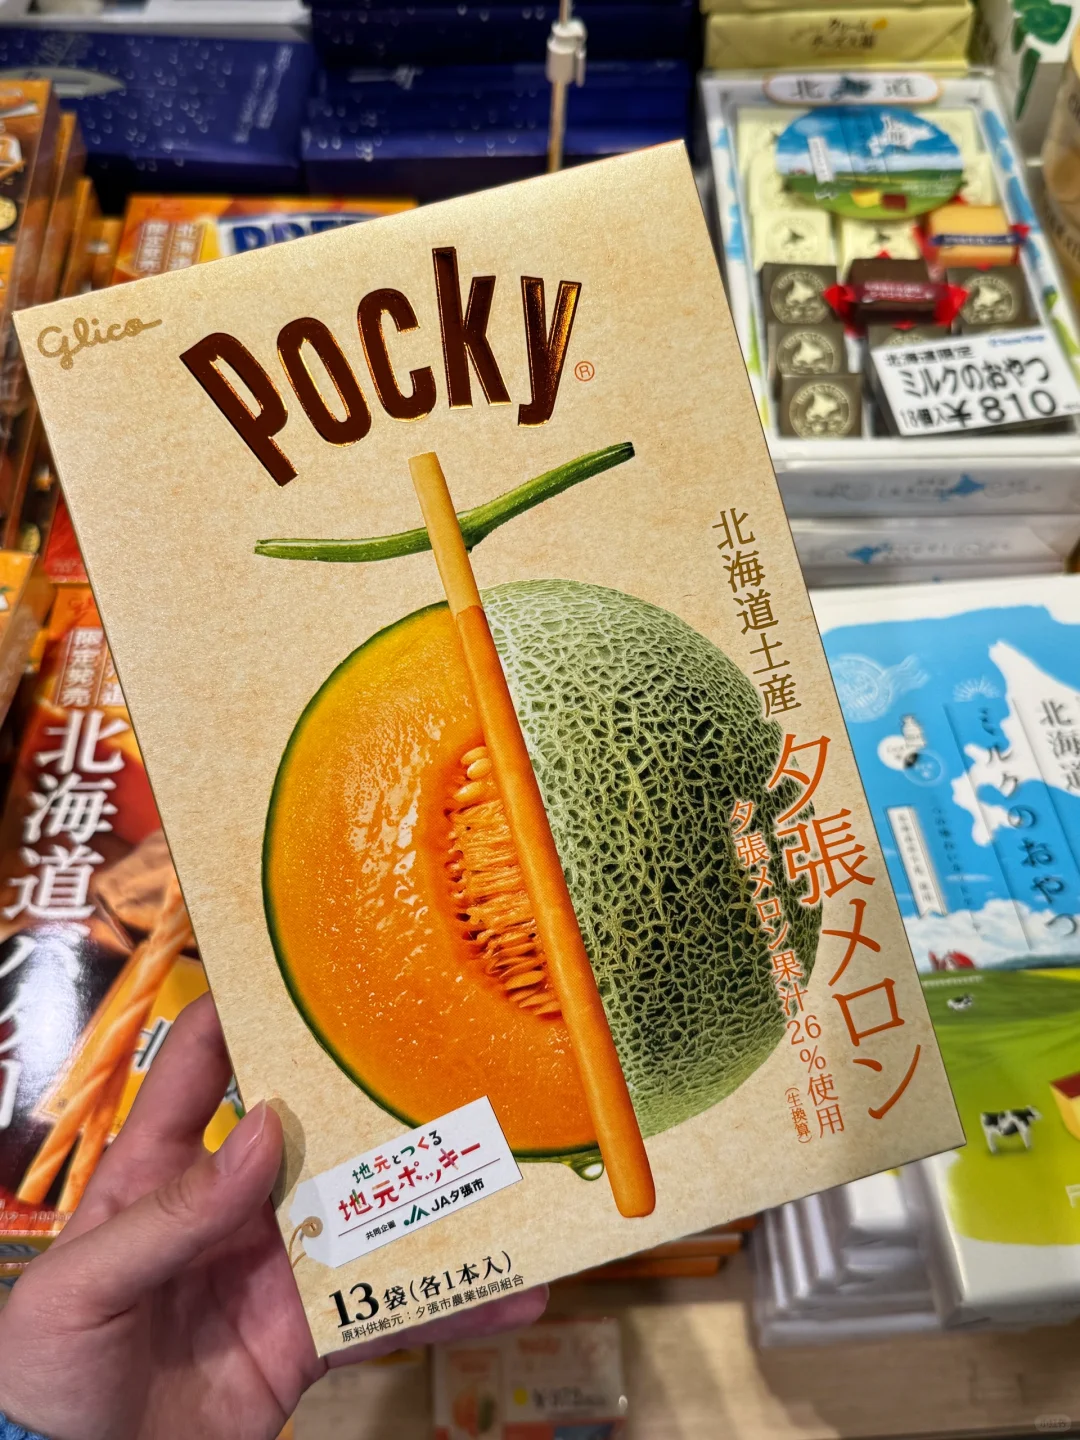 Glico
Pocky®
北海道土産
夕張メロン
夕張メロン果汁26%使用
(生換算)
地元とつくる
地元ポッキー
共同企画 JA夕張市
13袋(各1本入)
原料供給元:夕張市農業協同組合
北海道
北海道限定
ミルクのおやつ
18個入¥810
北海道
ミルクのおやつ
限定発売
北海道